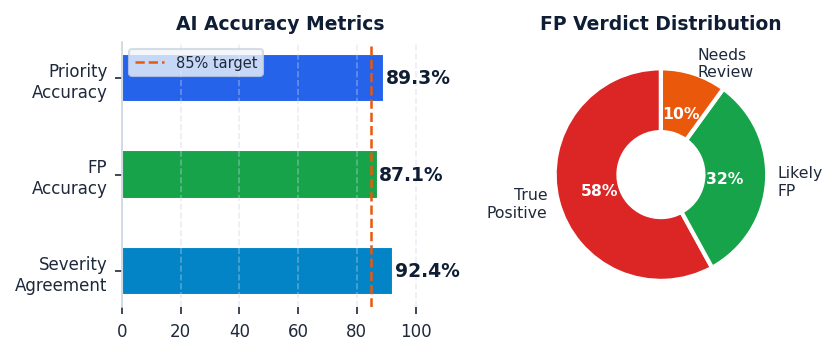 AI Accuracy Metrics
85% target
Priority
Accuracy
89.3%
FP
Accuracy
87.1%
Severity
Agreement
92.4%
0 20 40 60 80 100
FP Verdict Distribution
Needs
Review
10%
Likely
FP
32%
True
Positive
58%